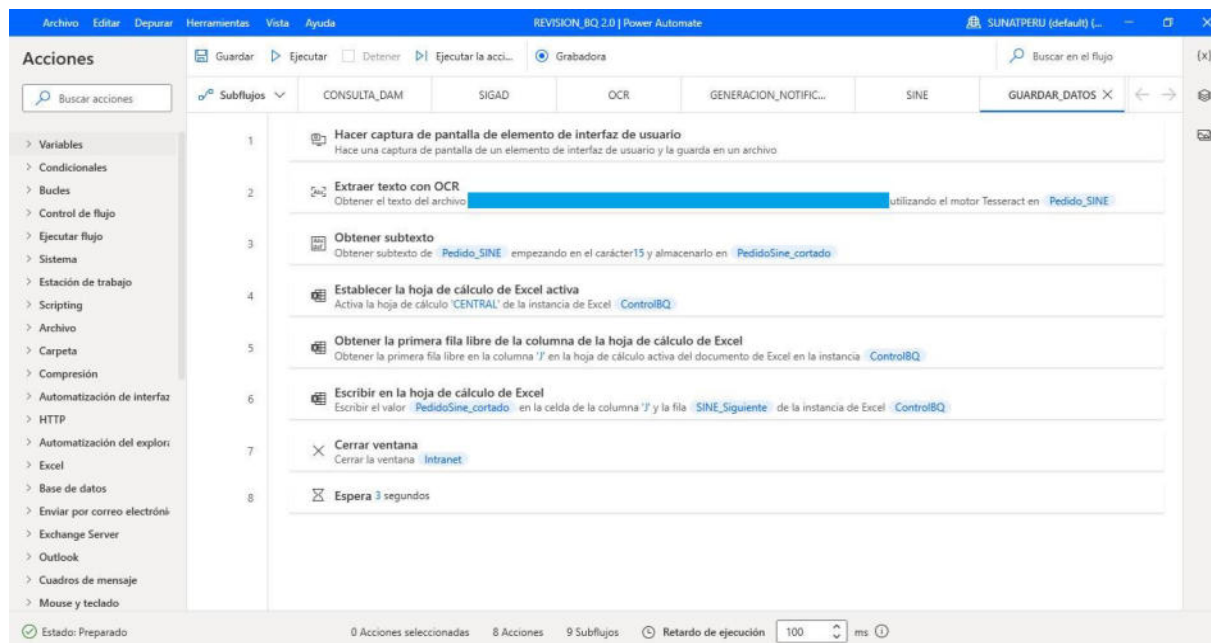 Archivo Editar Depurar Herramientas Vista Ayuda REVISION_BQ 2.0 | Power Automate SUNATPERU (default) (...
Acciones
Guardar Ejecutar Detener Ejecutar la acci... Grabadora Buscar en el flujo {x}
Buscar acciones
Subflujos CONSULTA_DAM SIGAD OCR GENERACION_NOTIFIC... SINE GUARDAR_DATOS
Variables
Condicionales
Bucles
Control de flujo
Ejecutar flujo
Sistema
Estación de trabajo
Scripting
Archivo
Carpeta
Compresión
Automatización de interfaz
HTTP
Automatización del explor
Excel
Base de datos
Enviar por correo electróni
Exchange Server
Outlook
Cuadros de mensaje
Mouse y teclado
1 Hacer captura de pantalla de elemento de interfaz de usuario
Hace una captura de pantalla de un elemento de interfaz de usuario y la guarda en un archivo
2 Extraer texto con OCR
Obtener el texto del archivo utilizando el motor Tesseract en Pedido_SINE
3 Obtener subtexto
Obtener subtexto de Pedido_SINE empezando en el carácter15 y almacenarlo en PedidoSine_cortado
4 Establecer la hoja de cálculo de Excel activa
Activa la hoja de cálculo 'CENTRAL' de la instancia de Excel ControlBQ
5 Obtener la primera fila libre de la columna de la hoja de cálculo de Excel
Obtener la primera fila libre en la columna 'J' en la hoja de cálculo activa del documento de Excel en la instancia ControlBQ
6 Escribir en la hoja de cálculo de Excel
Escribir el valor PedidoSine_cortado en la celda de la columna 'J' y la fila SINE_Siguiente de la instancia de Excel ControlBQ
7 Cerrar ventana
Cerrar la ventana Intranet
8 Espera 3 segundos
Estado: Preparado 0 Acciones seleccionadas 8 Acciones 9 Subflujos Retardo de ejecución 100 ms